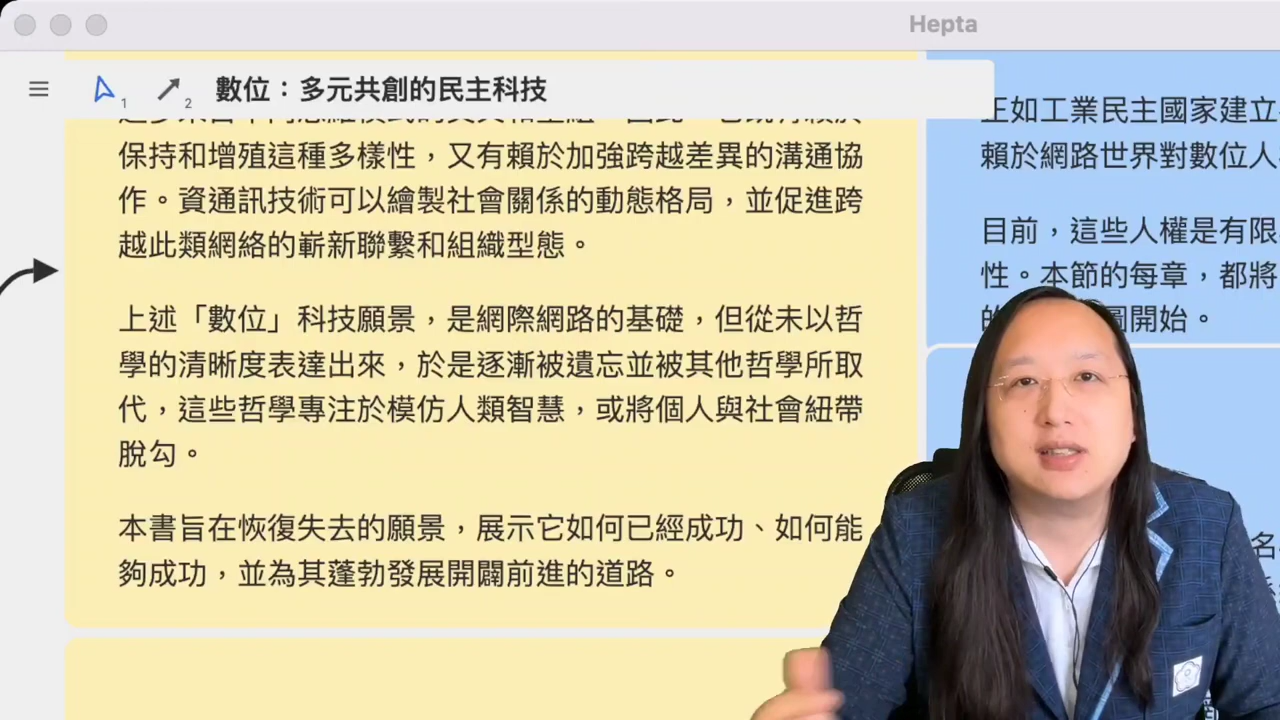 Hepta
1
2
數位：多元共創的民主科技
保持和增殖這種多樣性，又有賴於加強跨越差異的溝通協
作。資通訊技術可以繪製社會關係的動態格局，並促進跨
越此類網絡的嶄新聯繫和組織型態。
上述「數位」科技願景，是網際網路的基礎，但從未以哲
學的清晰度表達出來，於是逐漸被遺忘並被其他哲學所取
代，這些哲學專注於模仿人類智慧，或將個人與社會紐帶
脫勾。
本書旨在恢復失去的願景，展示它如何已經成功、如何能
夠成功，並為其蓬勃發展開闢前進的道路。
正如工業民主國家建立
賴於網路世界對數位人
目前，這些人權是有限
性。本節的每章，都將
圖開始。
名